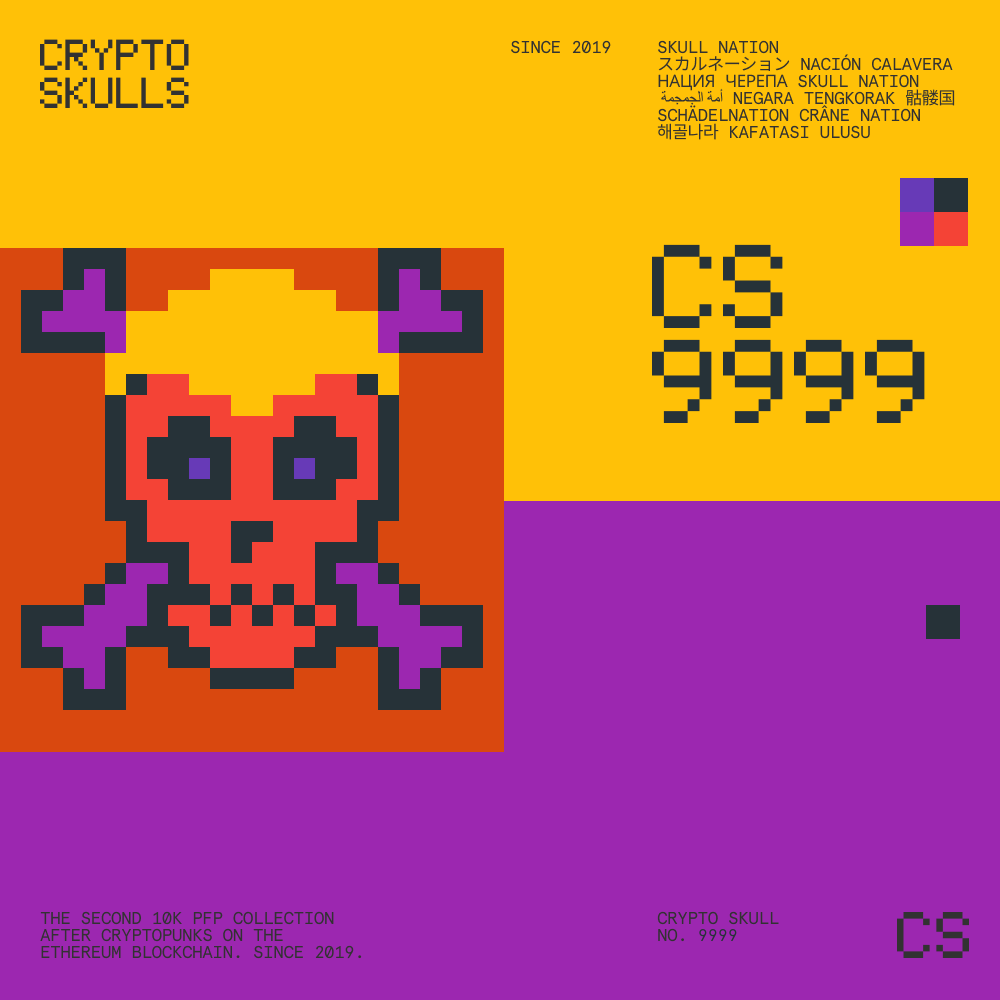 CRYPTO
SKULLS
SINCE 2019
SKULL NATION
スカルネーション NACIÓN CALAVERA
НАЦИЯ ЧЕРЕПА SKULL NATION
أمة الجمجمة NEGARA TENGKORAK 骷髅国
SCHÄDELNATION CRÂNE NATION
해골나라 KAFATASI ULUSU
CS
9999
THE SECOND 10K PFP COLLECTION
AFTER CRYPTOPUNKS ON THE
ETHEREUM BLOCKCHAIN. SINCE 2019.
CRYPTO SKULL
NO. 9999
CS